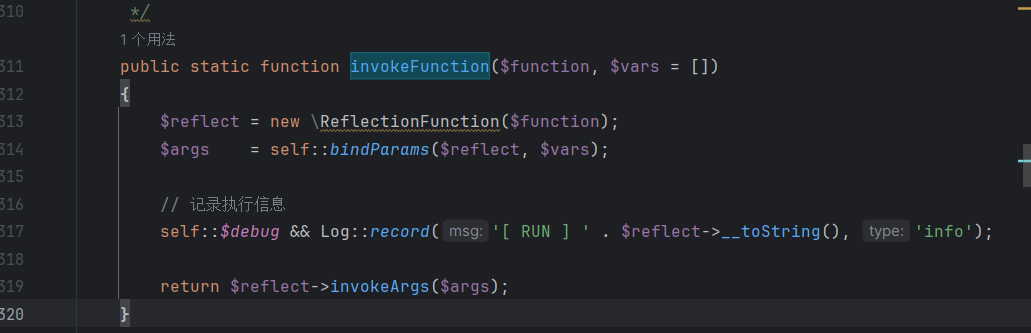 310 */
1 个用法
311 public static function invokeFunction($function, $vars = [])
312 {
313 $reflect = new \ReflectionFunction($function);
314 $args    = self::bindParams($reflect, $vars);
315
316 // 记录执行信息
317 self::$debug && Log::record( msg: '[ RUN ] ' . $reflect->__toString(), type: 'info');
318
319 return $reflect->invokeArgs($args);
320 }